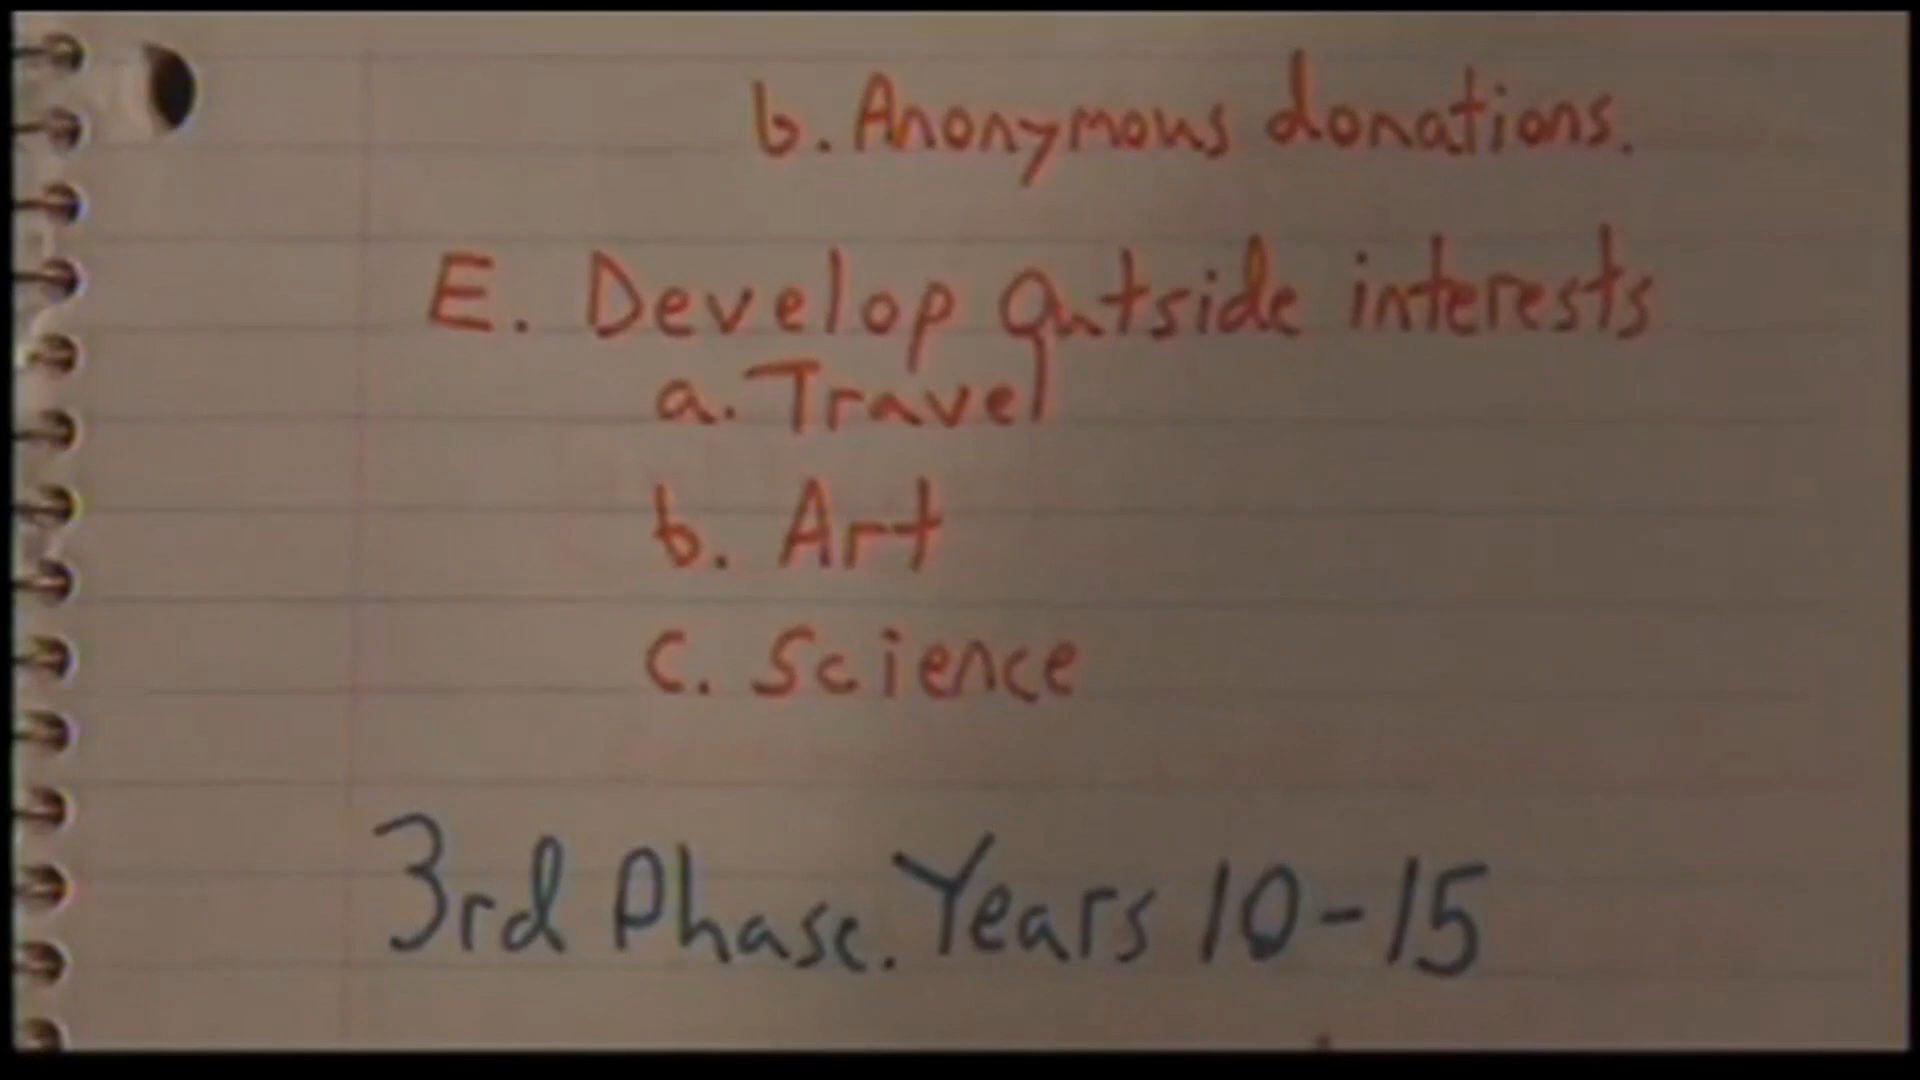 b. Anonymous donations.
E. Develop Outside interests
a. Travel
b. Art
c. Science
3rd Phase. Years 10-15